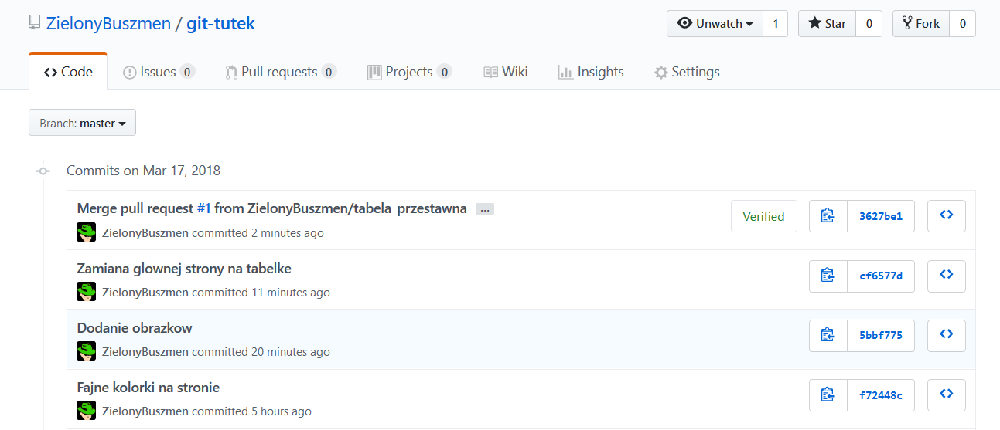 ZielonyBuszmen / git-tutek
Unwatch 1 Star 0 Fork 0
Code Issues 0 Pull requests 0 Projects 0 Wiki Insights Settings
Branch: master
Commits on Mar 17, 2018
Merge pull request #1 from ZielonyBuszmen/tabela_przestawna ...
ZielonyBuszmen committed 2 minutes ago
Verified 3627be1
Zamiana glownej strony na tabelke
ZielonyBuszmen committed 11 minutes ago
cf6577d
Dodanie obrazkow
ZielonyBuszmen committed 20 minutes ago
5bbf775
Fajne kolorki na stronie
ZielonyBuszmen committed 5 hours ago
f72448c